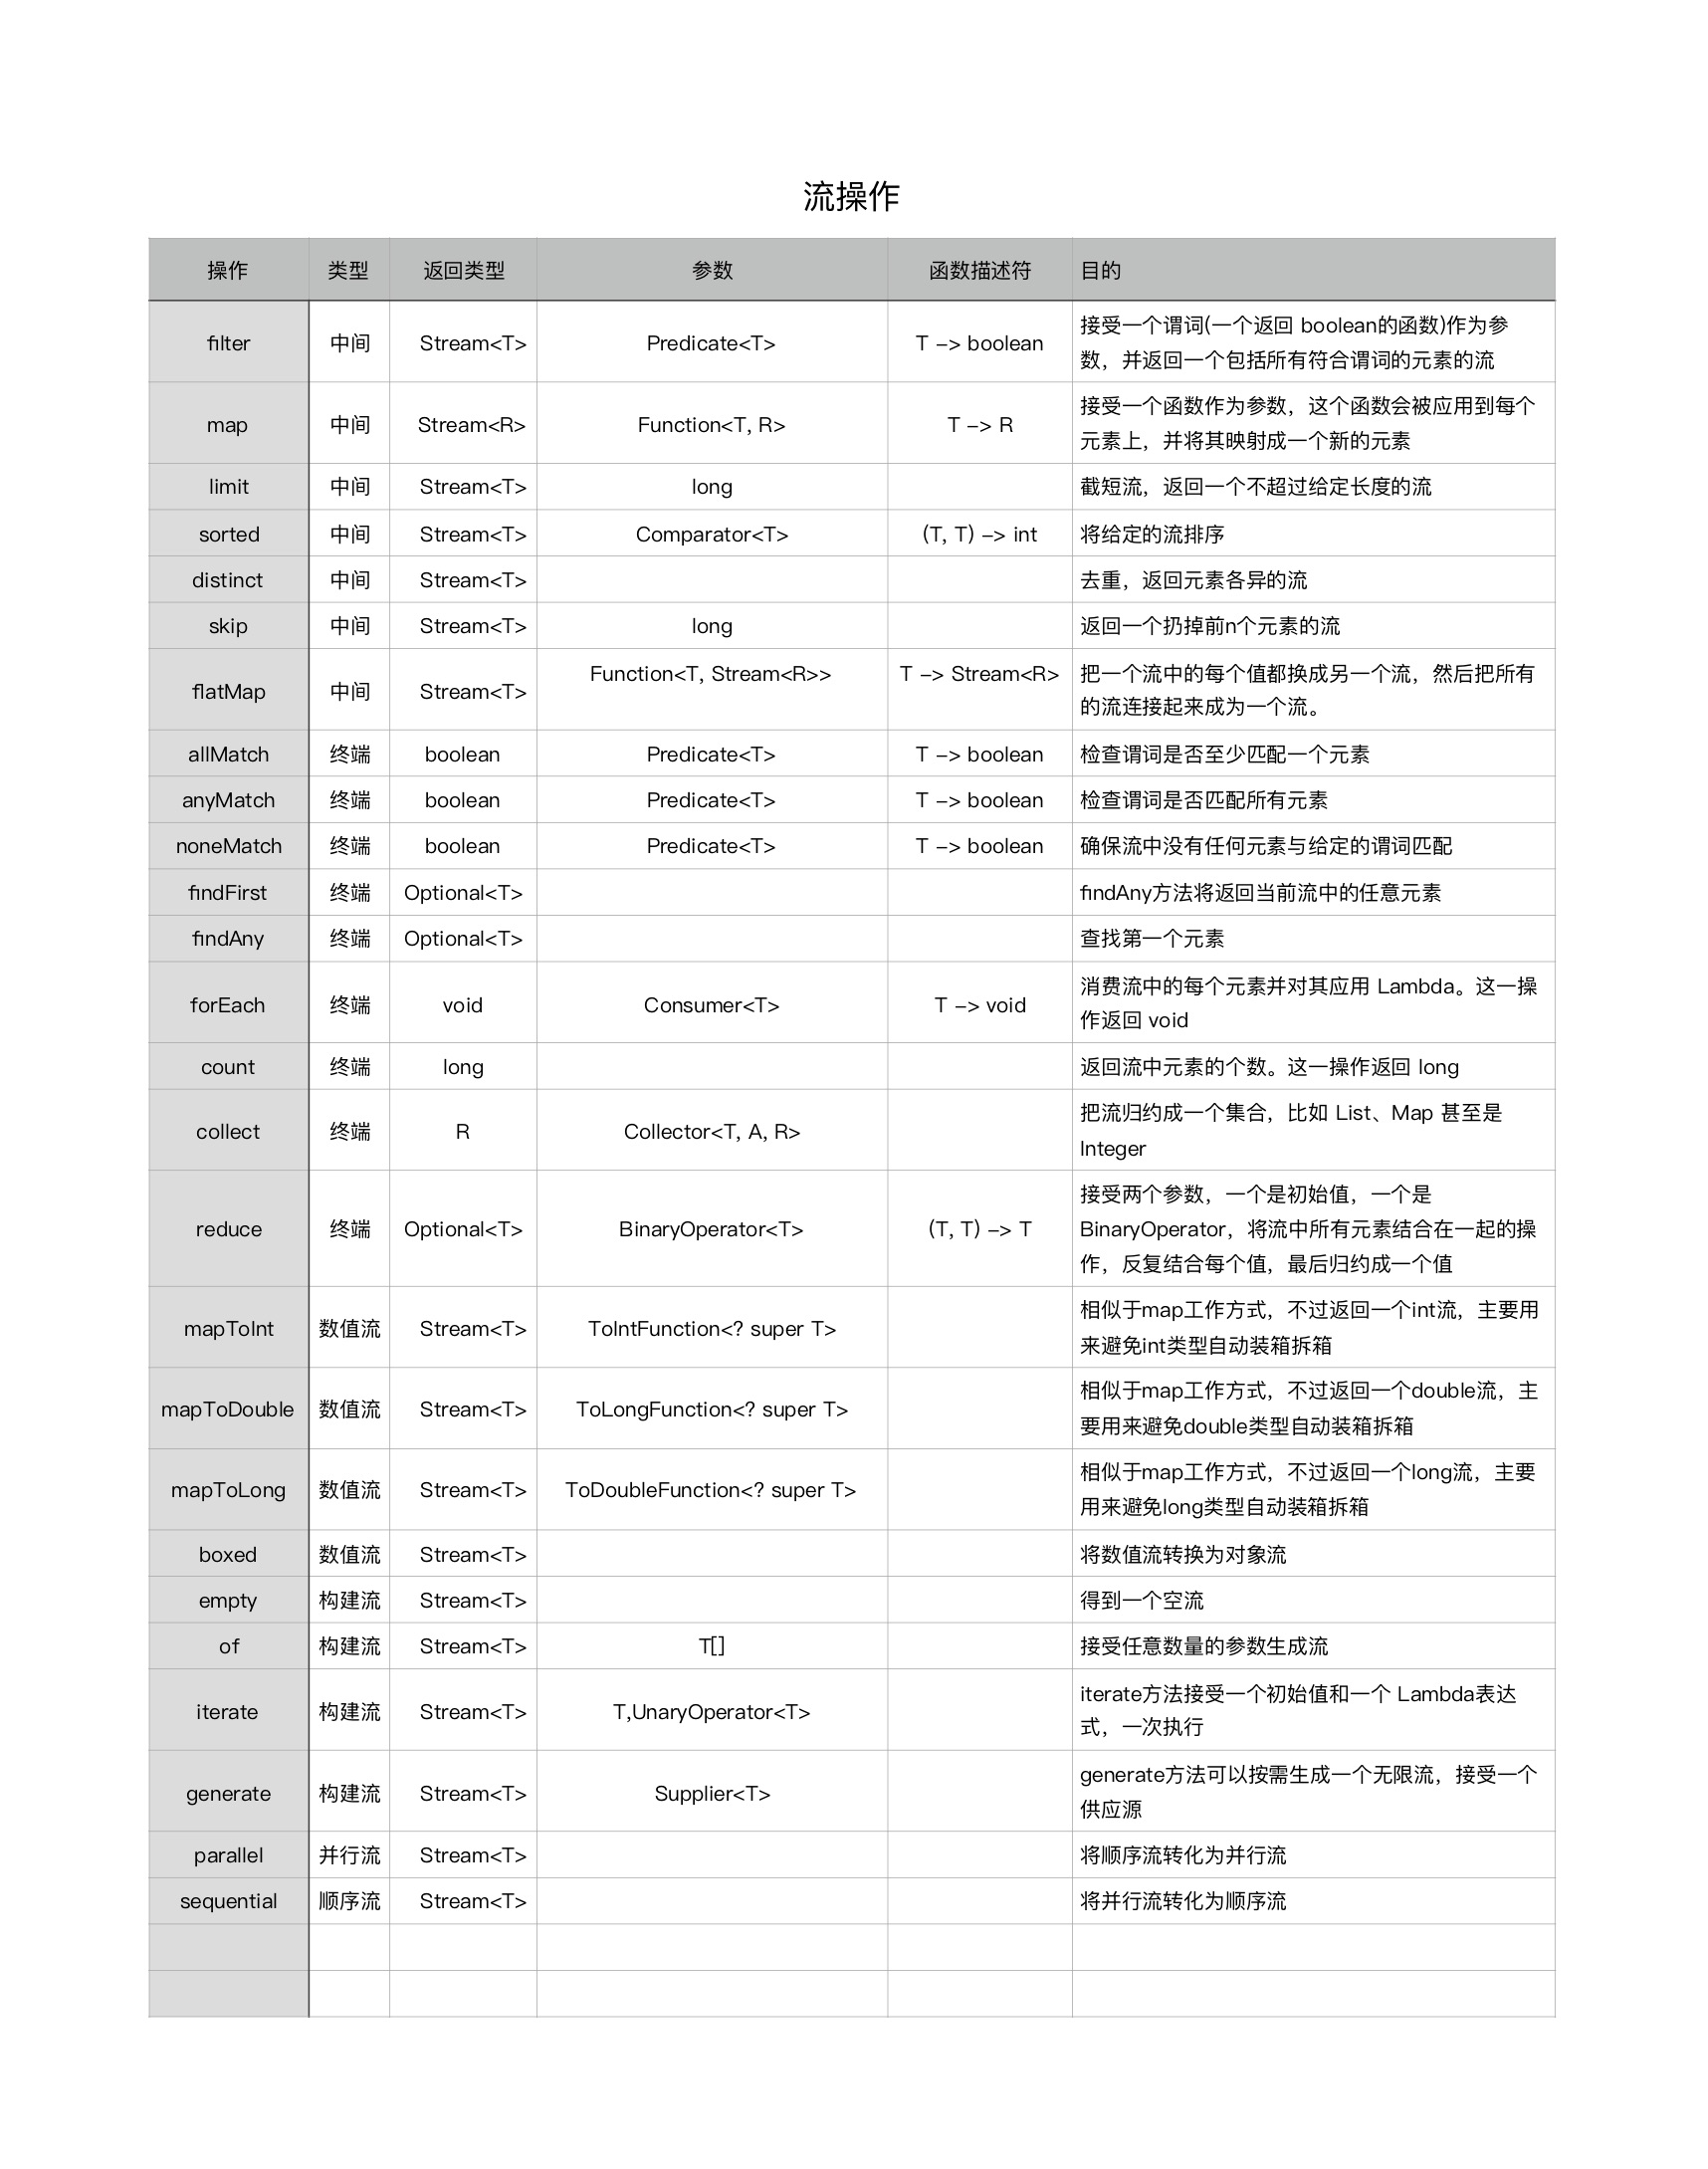 流操作
操作 类型 返回类型 参数 函数描述符 目的
filter 中间 Stream<T> Predicate<T> T -> boolean 接受一个谓词(一个返回 boolean的函数)作为参
数，并返回一个包括所有符合谓词的元素的流
map 中间 Stream<R> Function<T, R> T -> R 接受一个函数作为参数，这个函数会被应用到每个
元素上，并将其映射成一个新的元素
limit 中间 Stream<T> long 截短流，返回一个不超过给定长度的流
sorted 中间 Stream<T> Comparator<T> (T, T) -> int 将给定的流排序
distinct 中间 Stream<T> 去重，返回元素各异的流
skip 中间 Stream<T> long 返回一个扔掉前n个元素的流
flatMap 中间 Stream<T> Function<T, Stream<R>> T -> Stream<R> 把一个流中的每个值都换成另一个流，然后把所有
的流连接起来成为一个流。
allMatch 终端 boolean Predicate<T> T -> boolean 检查谓词是否至少匹配一个元素
anyMatch 终端 boolean Predicate<T> T -> boolean 检查谓词是否匹配所有元素
noneMatch 终端 boolean Predicate<T> T -> boolean 确保流中没有任何元素与给定的谓词匹配
findFirst 终端 Optional<T> findAny方法将返回当前流中的任意元素
findAny 终端 Optional<T> 查找第一个元素
forEach 终端 void Consumer<T> T -> void 消费流中的每个元素并对其应用 Lambda。这一操
作返回 void
count 终端 long 返回流中元素的个数。这一操作返回 long
collect 终端 R Collector<T, A, R> 把流归约成一个集合，比如 List、Map 甚至是
Integer
reduce 终端 Optional<T> BinaryOperator<T> (T, T) -> T 接受两个参数，一个是初始值，一个是
BinaryOperator，将流中所有元素结合在一起的操
作，反复结合每个值，最后归约成一个值
mapToInt 数值流 Stream<T> ToIntFunction<? super T> 相似于map工作方式，不过返回一个int流，主要用
来避免int类型自动装箱拆箱
mapToDouble 数值流 Stream<T> ToLongFunction<? super T> 相似于map工作方式，不过返回一个double流，主
要用来避免double类型自动装箱拆箱
mapToLong 数值流 Stream<T> ToDoubleFunction<? super T> 相似于map工作方式，不过返回一个long流，主要
用来避免long类型自动装箱拆箱
boxed 数值流 Stream<T> 将数值流转换为对象流
empty 构建流 Stream<T> 得到一个空流
of 构建流 Stream<T> T[] 接受任意数量的参数生成流
iterate 构建流 Stream<T> T,UnaryOperator<T> iterate方法接受一个初始值和一个 Lambda表达
式，一次执行
generate 构建流 Stream<T> Supplier<T> generate方法可以按需生成一个无限流，接受一个
供应源
parallel 并行流 Stream<T> 将顺序流转化为并行流
sequential 顺序流 Stream<T> 将并行流转化为顺序流